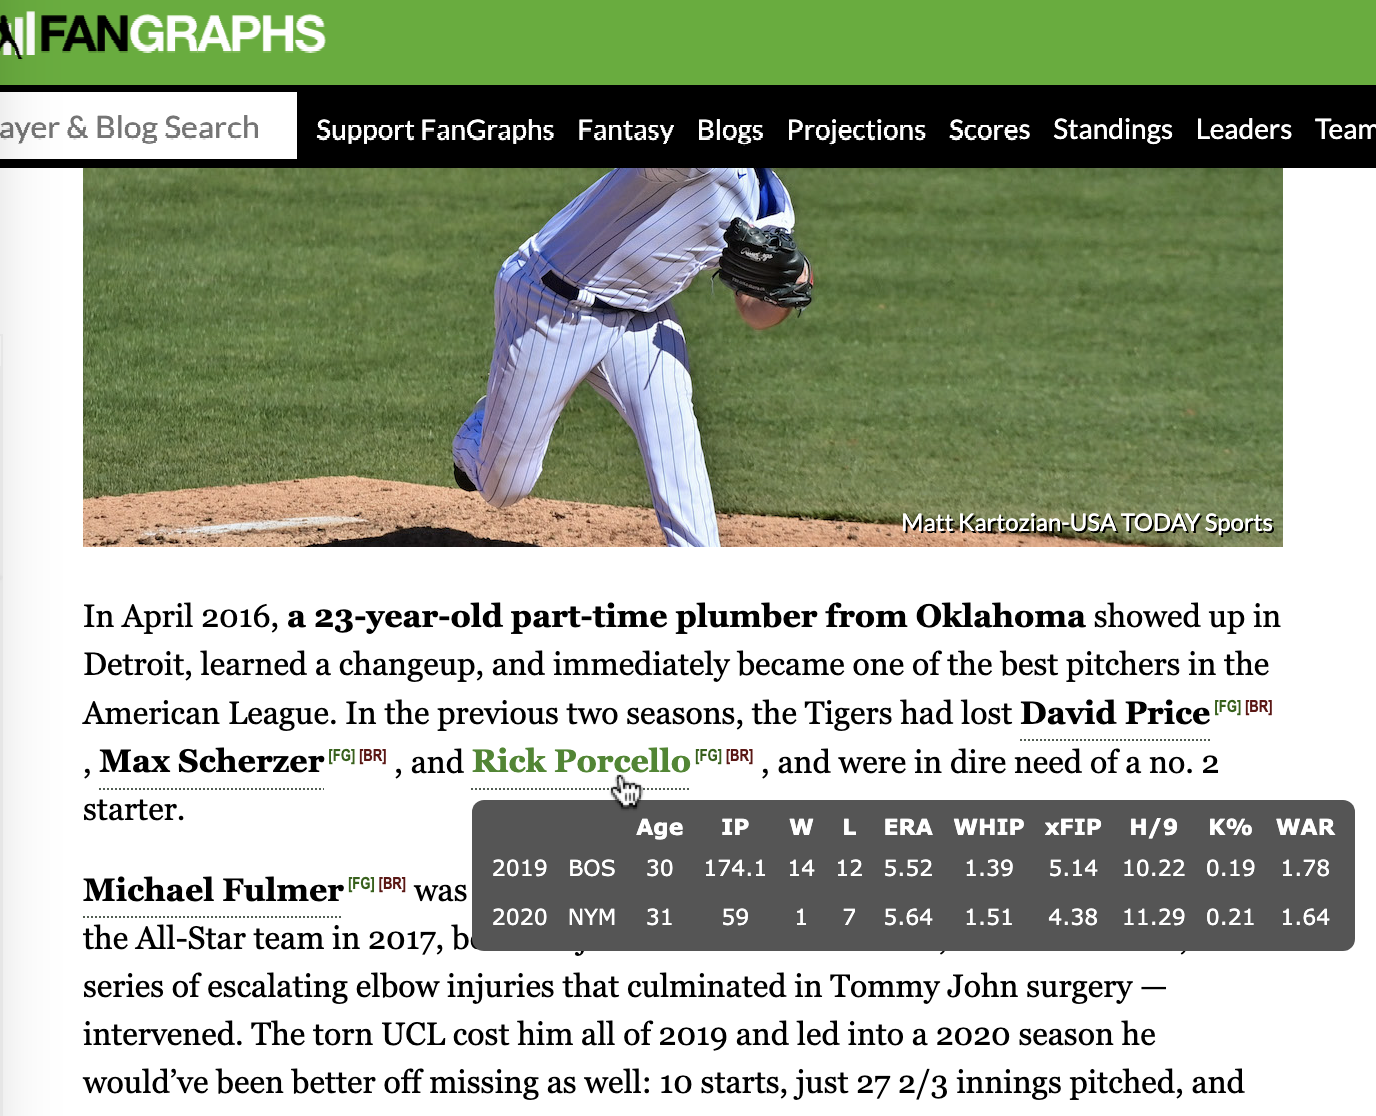 FANGRAPHS
ayer & Blog Search
Support FanGraphs Fantasy Blogs Projections Scores Standings Leaders Team
Matt Kartozian-USA TODAY Sports
In April 2016, a 23-year-old part-time plumber from Oklahoma showed up in
Detroit, learned a changeup, and immediately became one of the best pitchers in the
American League. In the previous two seasons, the Tigers had lost David Price [FG] [BR]
, Max Scherzer [FG] [BR] , and Rick Porcello [FG] [BR] , and were in dire need of a no. 2
starter.
Age IP W L ERA WHIP xFIP H/9 K% WAR
2019 BOS 30 174.1 14 12 5.52 1.39 5.14 10.22 0.19 1.78
2020 NYM 31 59 1 7 5.64 1.51 4.38 11.29 0.21 1.64
Michael Fulmer [FG] [BR] was
the All-Star team in 2017, b
series of escalating elbow injuries that culminated in Tommy John surgery —
intervened. The torn UCL cost him all of 2019 and led into a 2020 season he
would’ve been better off missing as well: 10 starts, just 27 2/3 innings pitched, and